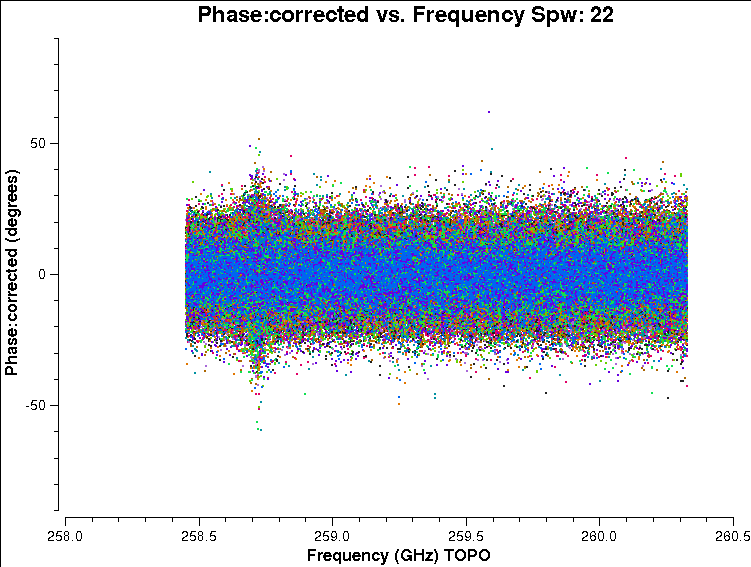 Phase:corrected vs. Frequency Spw: 22
Phase:corrected (degrees)
50
0
-50
258.0 258.5 259.0 259.5 260.0 260.5
Frequency (GHz) TOPO